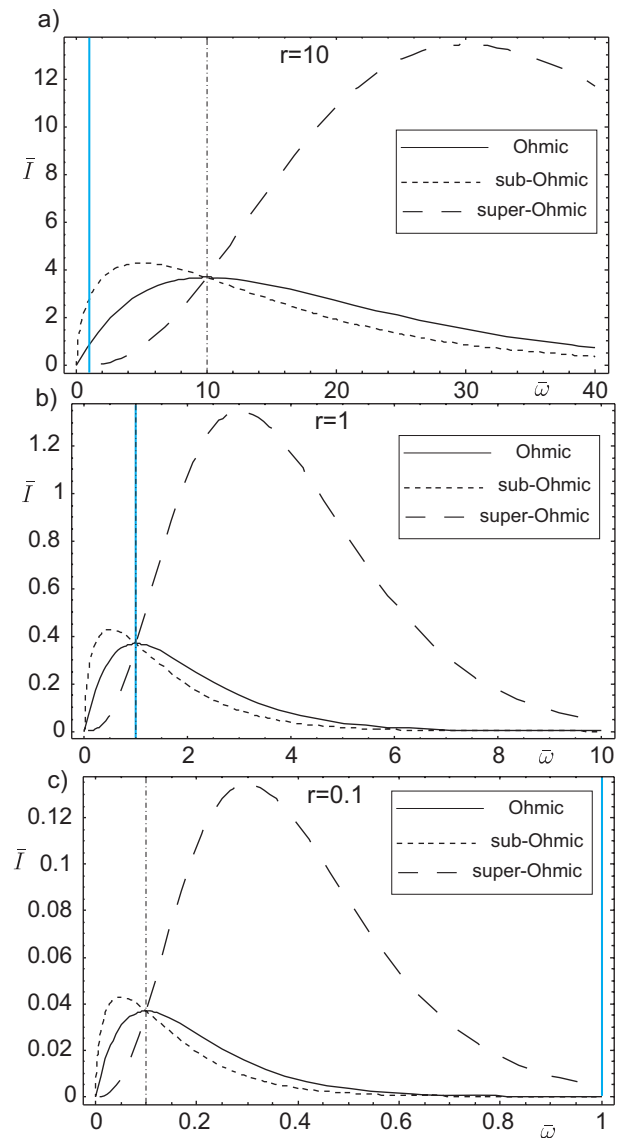 a)
r=10
12
10
8
6
4
2
0
Ī
Ohmic
sub-Ohmic
super-Ohmic
0 10 20 30 40
ω̄
b)
r=1
1.2
1
0.8
0.6
0.4
0.2
0
Ī
Ohmic
sub-Ohmic
super-Ohmic
0 2 4 6 8 10
ω̄
c)
r=0.1
0.12
0.1
0.08
0.06
0.04
0.02
0
Ī
Ohmic
sub-Ohmic
super-Ohmic
0 0.2 0.4 0.6 0.8 1
ω̄